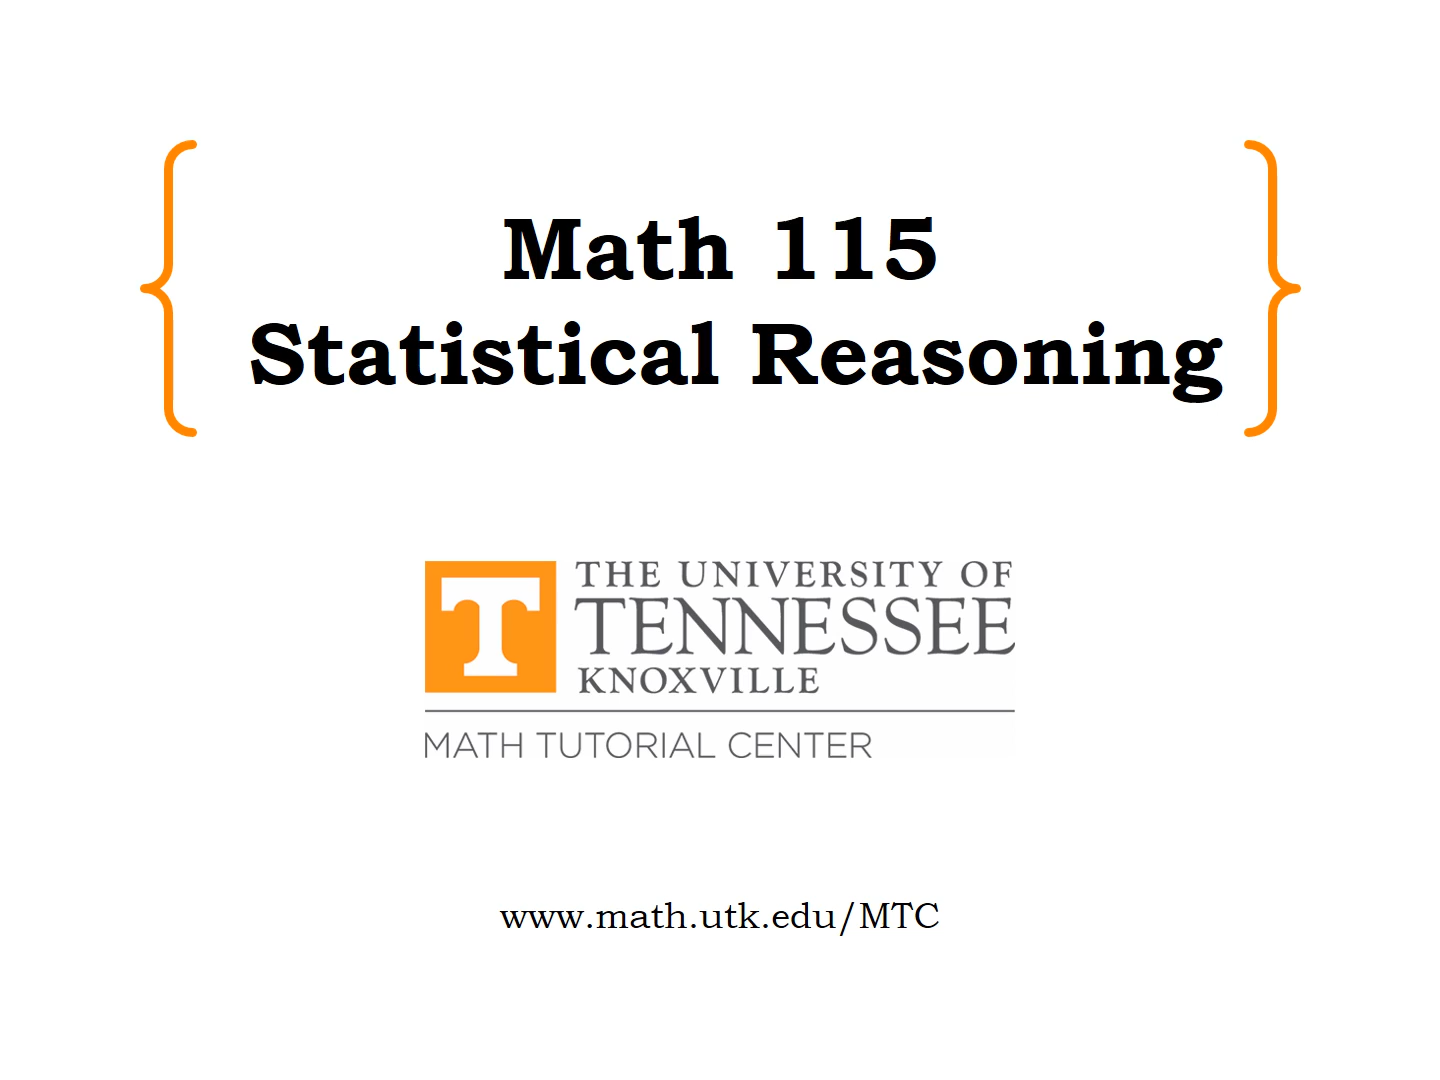 Math 115
Statistical Reasoning
T
THE UNIVERSITY OF
TENNESSEE
KNOXVILLE
MATH TUTORIAL CENTER
www.math.utk.edu/MTC